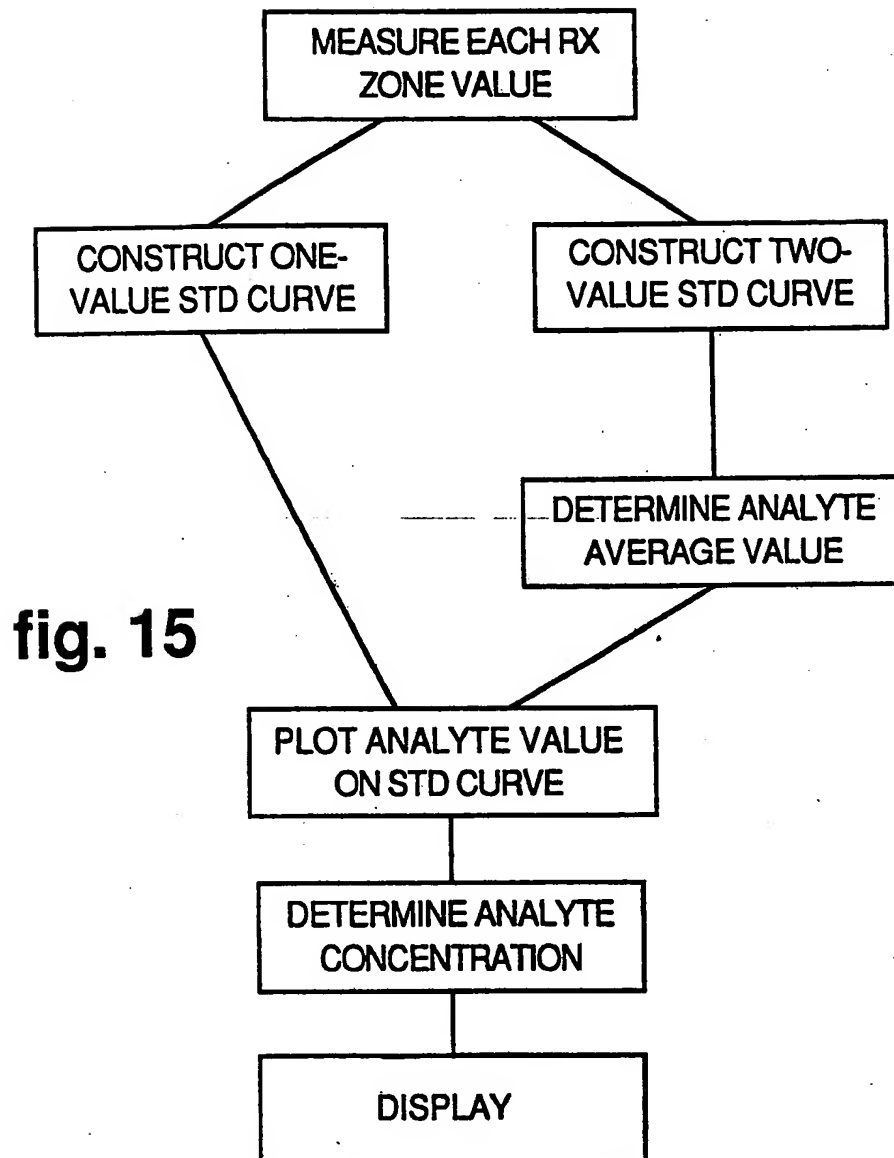 MEASURE EACH RX
ZONE VALUE
CONSTRUCT ONE-
VALUE STD CURVE
CONSTRUCT TWO-
VALUE STD CURVE
DETERMINE ANALYTE
AVERAGE VALUE
fig. 15
PLOT ANALYTE VALUE
ON STD CURVE
DETERMINE ANALYTE
CONCENTRATION
DISPLAY